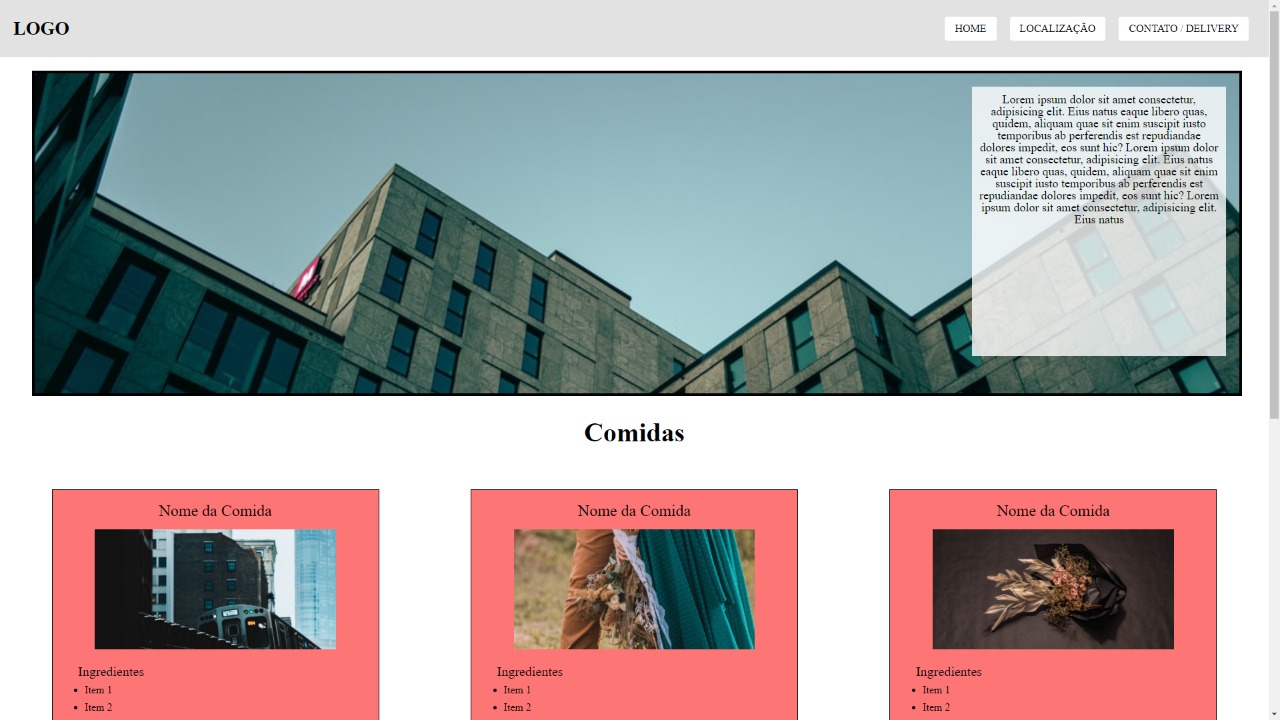 LOGO
HOME
LOCALIZAÇÃO
CONTATO / DELIVERY
Lorem ipsum dolor sit amet consectetur,
adipisicing elit. Eius natus eaque libero quas,
quidem, aliquam quae sit enim suscipit iusto
temporibus ab perferendis est repudiandae
dolores impedit, eos sunt hic? Lorem ipsum dolor
sit amet consectetur, adipisicing elit. Eius natus
eaque libero quas, quidem, aliquam quae sit enim
suscipit iusto temporibus ab perferendis est
repudiandae dolores impedit, eos sunt hic? Lorem
ipsum dolor sit amet consectetur, adipisicing elit.
Eius natus
Comidas
Nome da Comida
Ingredientes
Item 1
Item 2
Nome da Comida
Ingredientes
Item 1
Item 2
Nome da Comida
Ingredientes
Item 1
Item 2